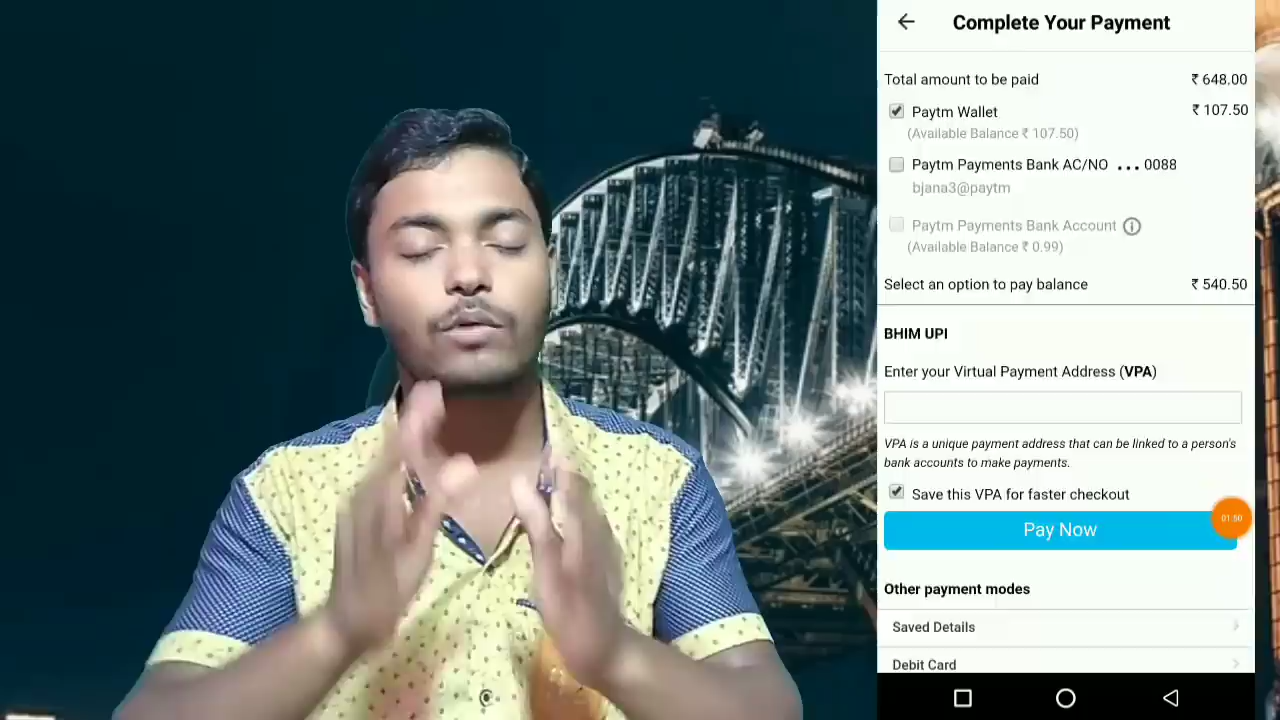 Complete Your Payment
Total amount to be paid ₹ 648.00
Paytm Wallet ₹ 107.50
(Available Balance ₹ 107.50)
Paytm Payments Bank AC/NO ...0088
bjana3@paytm
Paytm Payments Bank Account
(Available Balance ₹ 0.99)
Select an option to pay balance ₹ 540.50
BHIM UPI
Enter your Virtual Payment Address (VPA)
VPA is a unique payment address that can be linked to a person's
bank accounts to make payments.
Save this VPA for faster checkout
01:50
Pay Now
Other payment modes
Saved Details
Debit Card